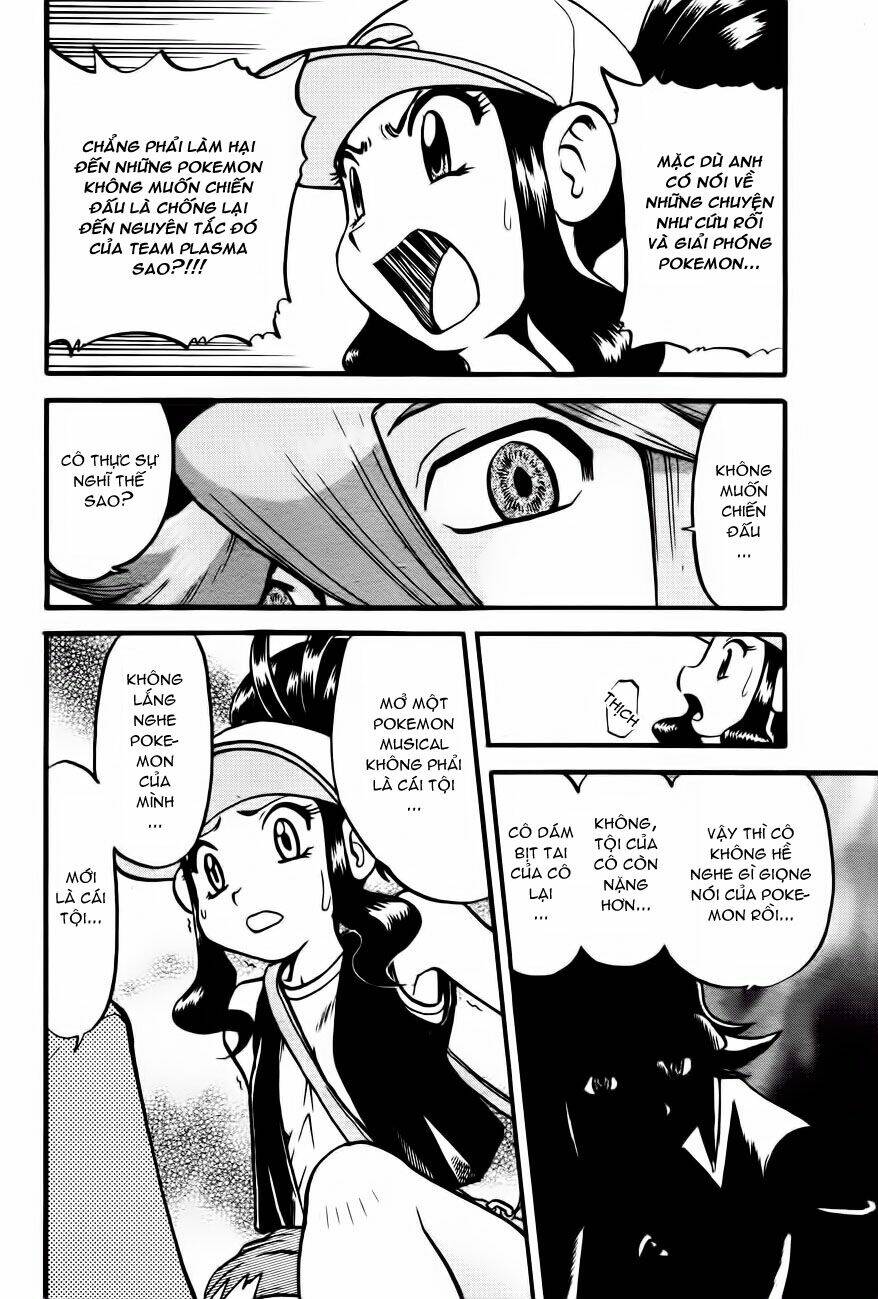 MẶC DÙ ANH
CÓ NÓI VỀ
NHỮNG CHUYỆN
NHƯ CỨU RỖI
VÀ GIẢI PHÓNG
POKEMON...
CHẲNG PHẢI LÀM HẠI
ĐẾN NHỮNG POKEMON
KHÔNG MUỐN CHIẾN
ĐẤU LÀ CHỐNG LẠI
ĐẾN NGUYÊN TẮC ĐÓ
CỦA TEAM PLASMA
SAO?!!!
KHÔNG
MUỐN
CHIẾN
ĐẤU
...
CÔ THỰC SỰ
NGHĨ THẾ
SAO?
THỊCH
VẬY THÌ CÔ
KHÔNG HỀ
NGHE GÌ GIỌNG
NÓI CỦA POKE-
MON RỒI...
KHÔNG,
TỘI CỦA
CÔ CÒN
NẶNG
HƠN...
CÔ DÁM
BỊT TAI
CỦA CÔ
LẠI
...
MỞ MỘT
POKEMON
MUSICAL
KHÔNG PHẢI
LÀ CÁI TỘI
...
KHÔNG
LẮNG
NGHE
POKE-
MON
CỦA
MÌNH
...
MỚI
LÀ CÁI
TỘI...